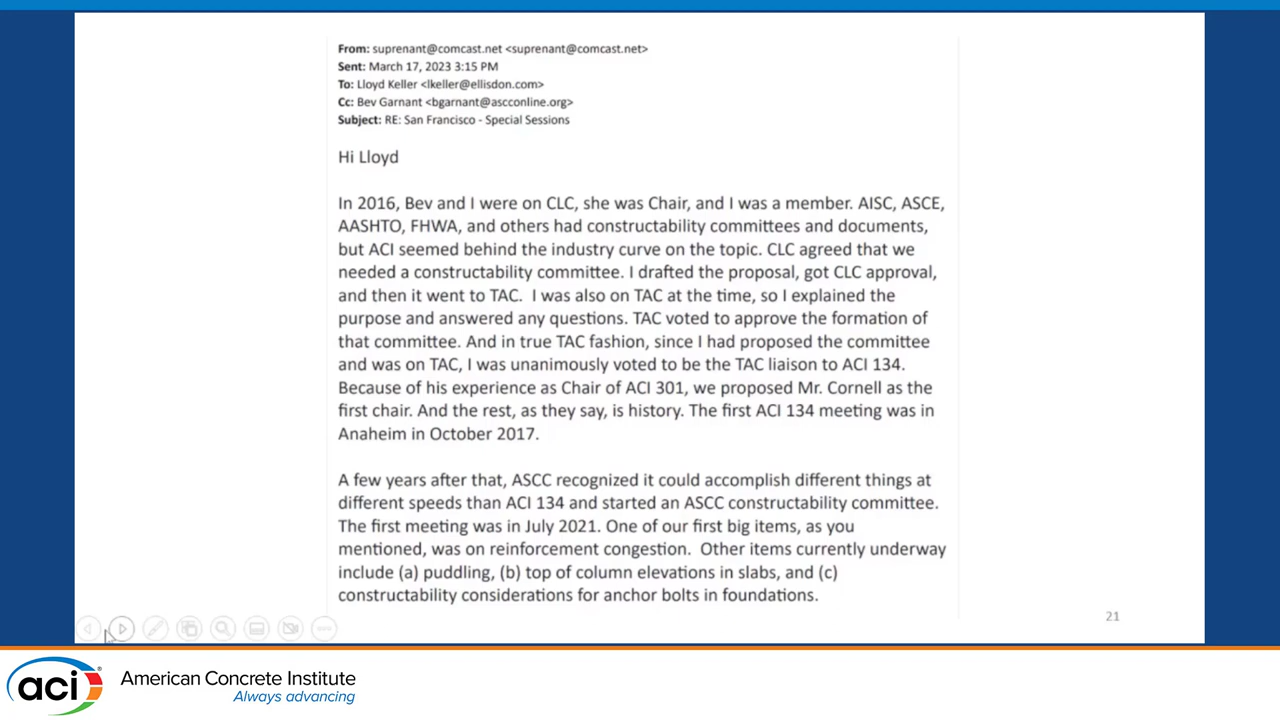 From: suprenant@comcast.net <suprenant@comcast.net>
Sent: March 17, 2023 3:15 PM
To: Lloyd Keller <lkeller@ellisdon.com>
Cc: Bev Garnant <bgarnant@ascconline.org>
Subject: RE: San Francisco - Special Sessions
Hi Lloyd
In 2016, Bev and I were on CLC, she was Chair, and I was a member. AISC, ASCE,
AASHTO, FHWA, and others had constructability committees and documents,
but ACI seemed behind the industry curve on the topic. CLC agreed that we
needed a constructability committee. I drafted the proposal, got CLC approval,
and then it went to TAC.  I was also on TAC at the time, so I explained the
purpose and answered any questions. TAC voted to approve the formation of
that committee. And in true TAC fashion, since I had proposed the committee
and was on TAC, I was unanimously voted to be the TAC liaison to ACI 134.
Because of his experience as Chair of ACI 301, we proposed Mr. Cornell as the
first chair. And the rest, as they say, is history. The first ACI 134 meeting was in
Anaheim in October 2017.
A few years after that, ASCC recognized it could accomplish different things at
different speeds than ACI 134 and started an ASCC constructability committee.
The first meeting was in July 2021. One of our first big items, as you
mentioned, was on reinforcement congestion.  Other items currently underway
include (a) puddling, (b) top of column elevations in slabs, and (c)
constructability considerations for anchor bolts in foundations.
21
aci®
American Concrete Institute
Always advancing